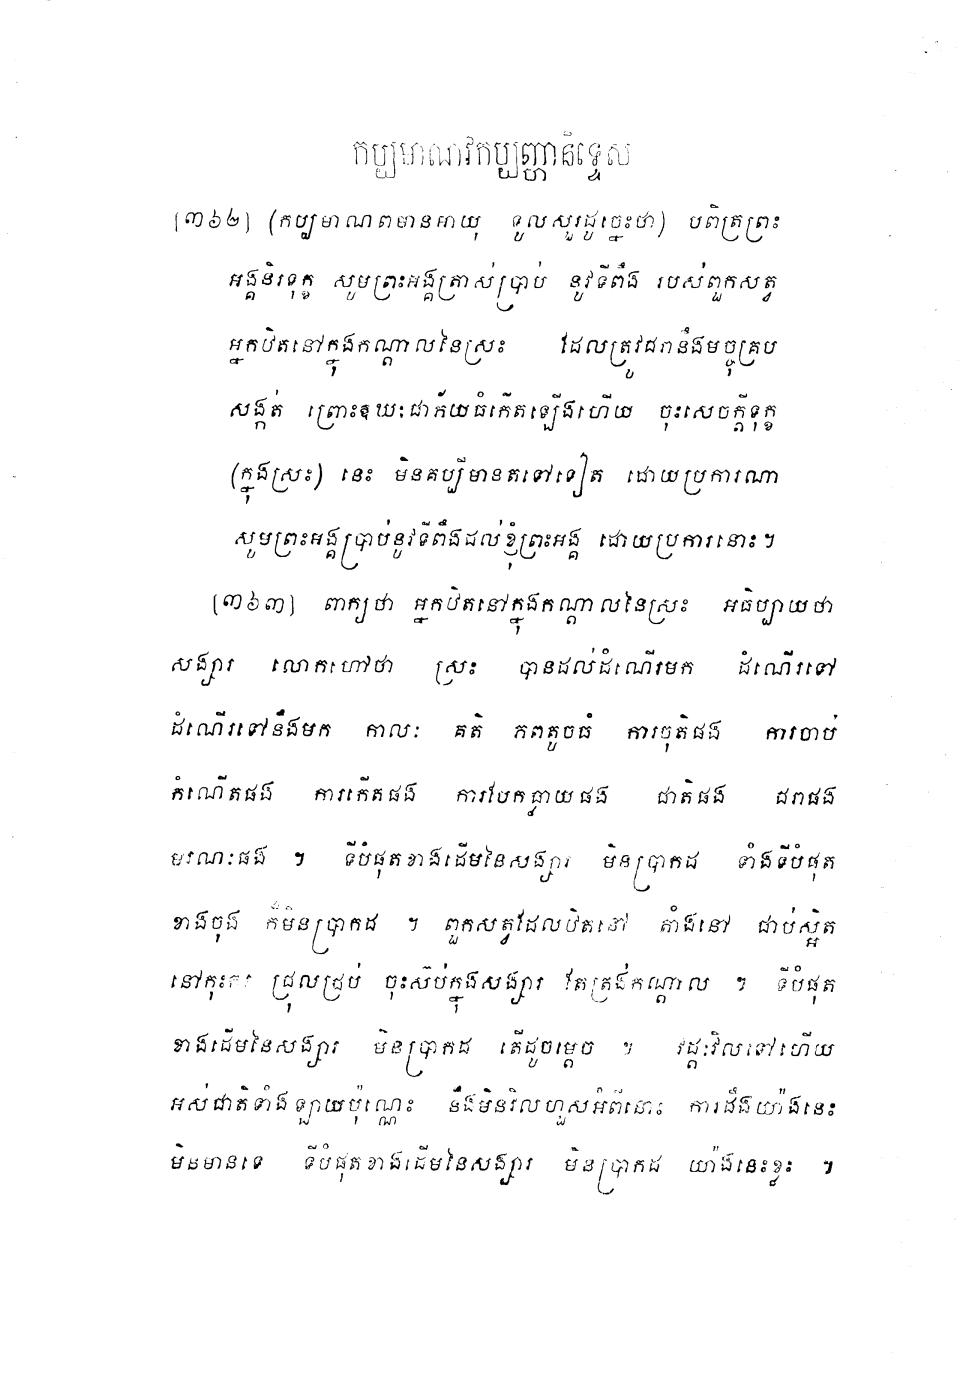 កប្បមាណវកប្បញ្ហានិទ្ទេស
[៣៦២] (កប្បមាណពមានអាយុ ទូលសួរដូច្នេះថា) បពិត្រព្រះ
អង្គនិរទុក្ខ សូមព្រះអង្គត្រាស់ប្រាប់ នូវទីពឹង របស់ពួកសត្វ
អ្នកឋិតនៅក្នុងកណ្តាលនៃស្រះ ដែលត្រូវជរានឹងមច្ចុគ្រប
សង្កត់ ព្រោះឱឃៈជាភ័យធំកើតឡើងហើយ ចុះសេចក្តីទុក្ខ
(ក្នុងស្រះ) នេះ មិនគប្បីមានតទៅទៀត ដោយប្រការណា
សូមព្រះអង្គប្រាប់នូវទីពឹងដល់ខ្ញុំព្រះអង្គ ដោយប្រការនោះ។
[៣៦៣] ពាក្យថា អ្នកឋិតនៅក្នុងកណ្តាលនៃស្រះ អធិប្បាយថា
សង្សារ លោកហៅថា ស្រះ បានដល់ដំណើរមក ដំណើរទៅ
ដំណើរទៅនឹងមក កាលៈ គតិ ភពតូចធំ ការចុតិផង ការចាប់
កំណើតផង ការកើតផង ការបែកធ្លាយផង ជាតិផង ជរាផង
មរណៈផង ។ ទីបំផុតខាងដើមនៃសង្សារ មិនប្រាកដ ទាំងទីបំផុត
ខាងចុង ក៏មិនប្រាកដ ។ ពួកសត្វដែលឋិតនៅ តាំងនៅ ជាប់ស្អិត
នៅ ជ្រុលជ្រប់ ចុះស៊ប់ក្នុងសង្សារ តែត្រង់កណ្តាល ។ ទីបំផុត
ខាងដើមនៃសង្សារ មិនប្រាកដ តើដូចម្តេច ។ វដ្តៈវិលទៅហើយ
អស់ជាតិទាំងឡាយប៉ុណ្ណេះ នឹងមិនវិលហួសអំពីនោះ ការដឹងយ៉ាងនេះ
មិនមានទេ ទីបំផុតខាងដើមនៃសង្សារ មិនប្រាកដ យ៉ាងនេះខ្លះ ។